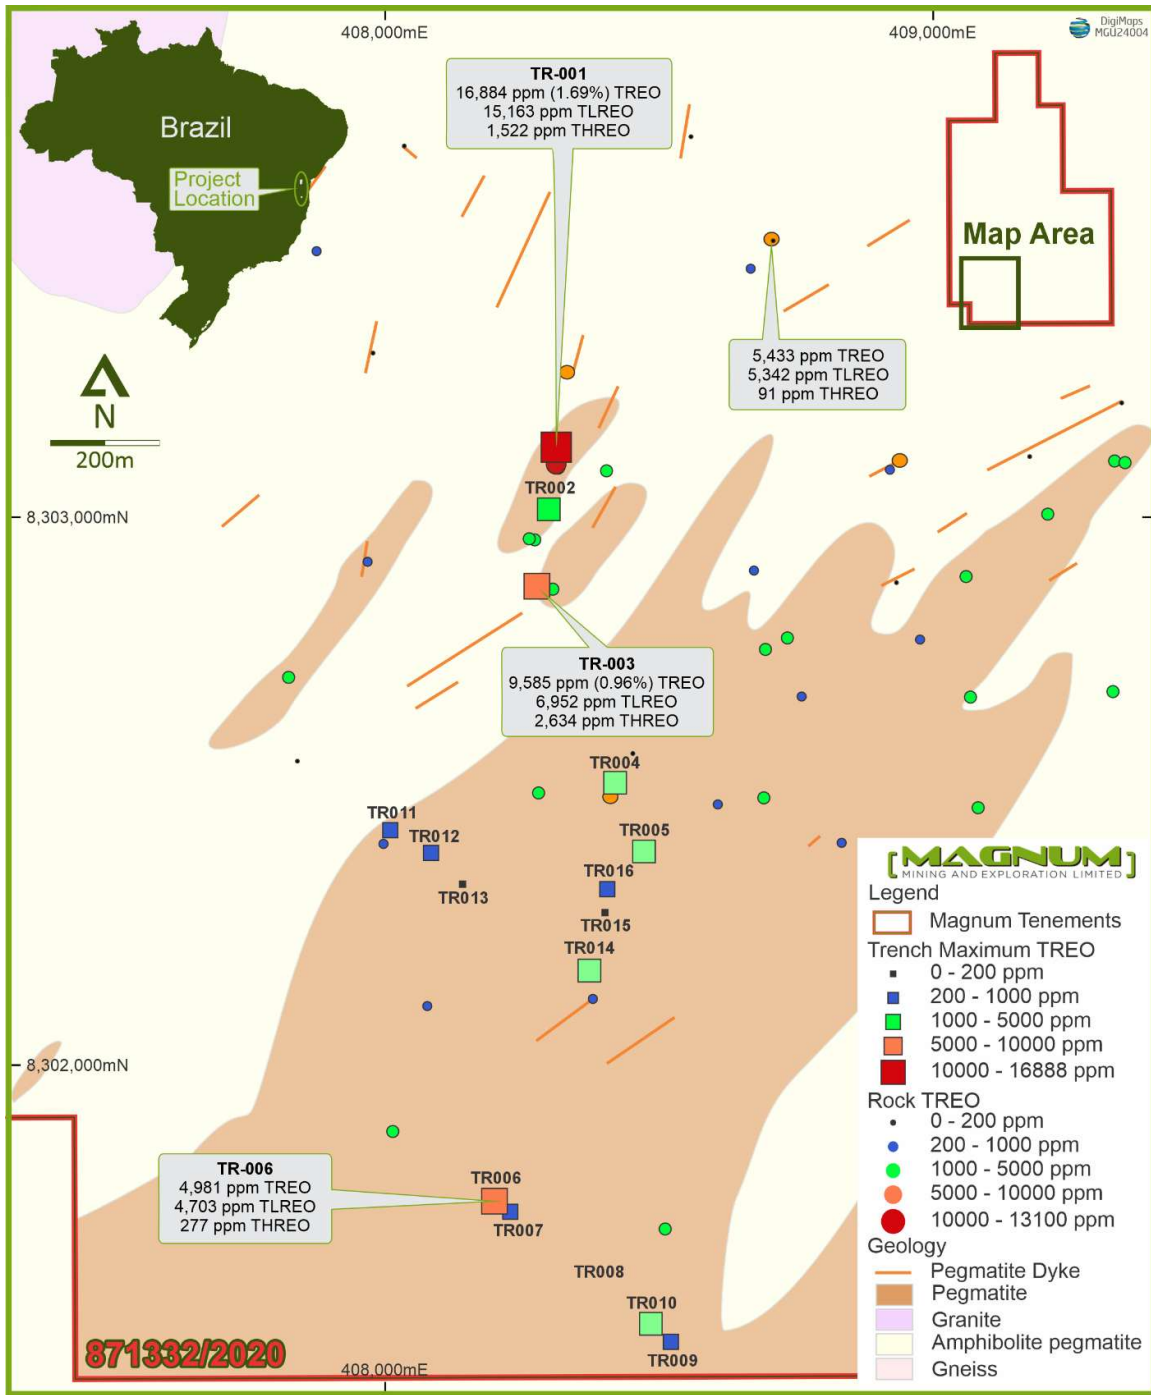 408,000mE
409,000mE
DigiMaps
MGU24004
Brazil
Project
Location
TR-001
16,884 ppm (1.69%) TREO
15,163 ppm TLREO
1,522 ppm THREO
Map Area
5,433 ppm TREO
5,342 ppm TLREO
91 ppm THREO
N
200m
TR002
8,303,000mN
TR-003
9,585 ppm (0.96%) TREO
6,952 ppm TLREO
2,634 ppm THREO
TR004
TR011
TR012
TR005
TR016
TR013
TR015
TR014
8,302,000mN
TR-006
4,981 ppm TREO
4,703 ppm TLREO
277 ppm THREO
TR006
TR007
TR008
TR010
TR009
871332/2020
408,000mE
[MAGNUM]
MINING AND EXPLORATION LIMITED
Legend
Magnum Tenements
Trench Maximum TREO
0 - 200 ppm
200 - 1000 ppm
1000 - 5000 ppm
5000 - 10000 ppm
10000 - 16888 ppm
Rock TREO
0 - 200 ppm
200 - 1000 ppm
1000 - 5000 ppm
5000 - 10000 ppm
10000 - 13100 ppm
Geology
Pegmatite Dyke
Pegmatite
Granite
Amphibolite pegmatite
Gneiss